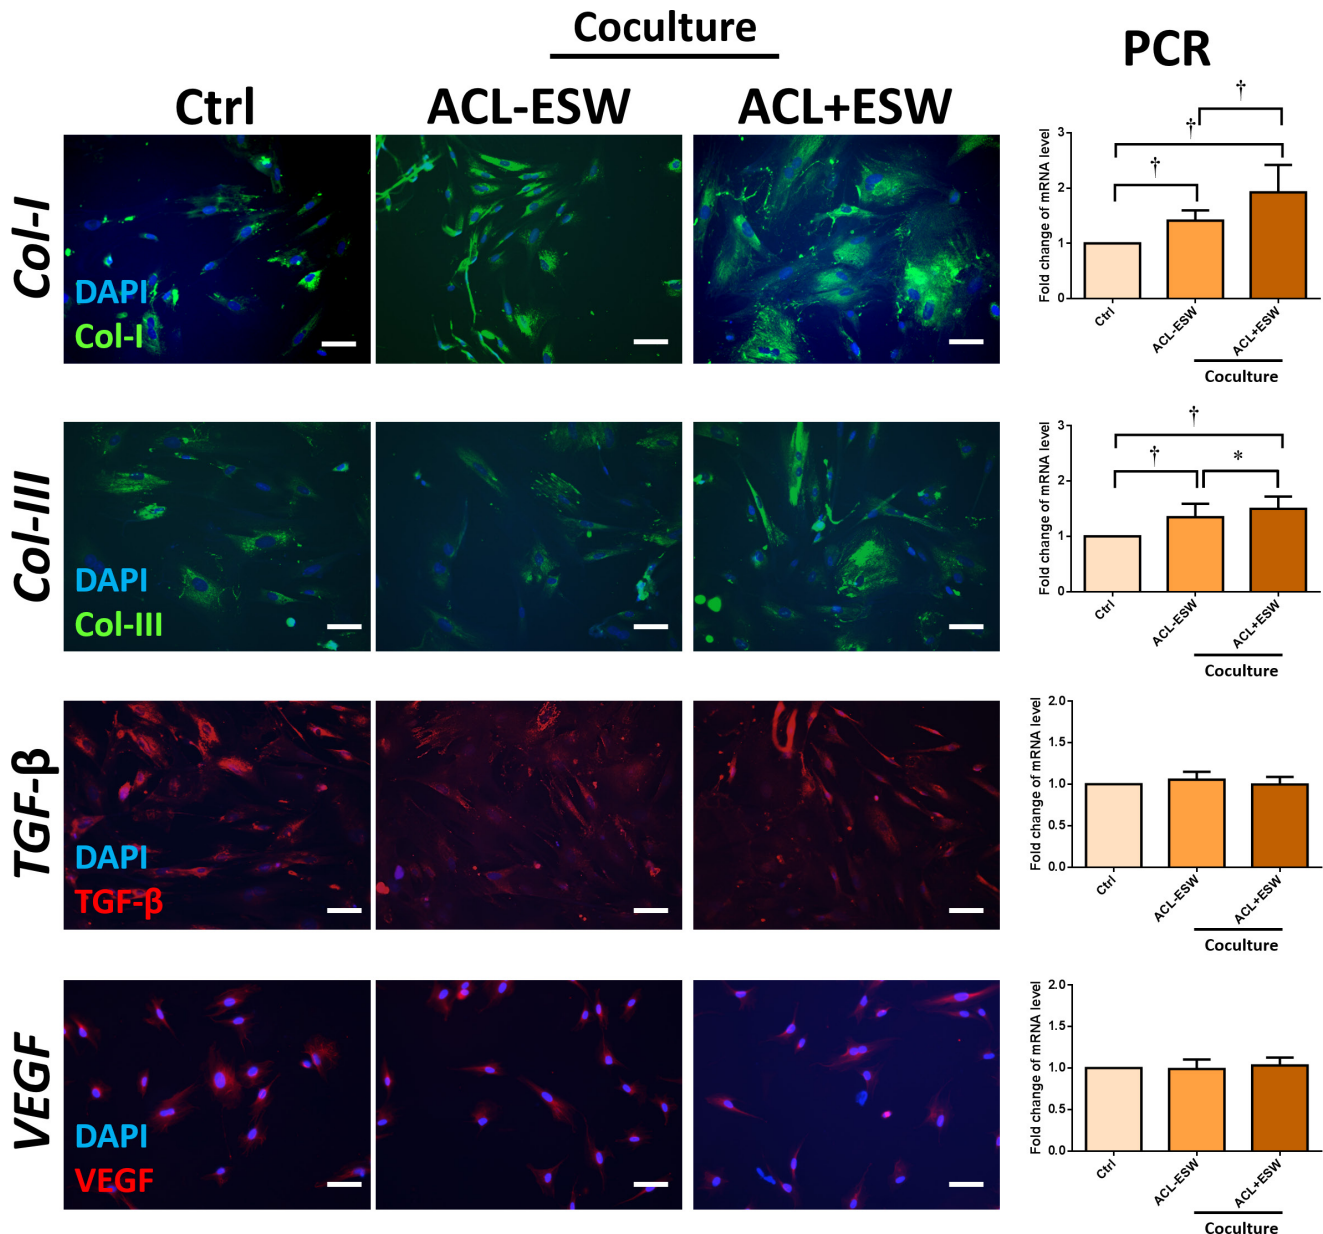 Coculture
PCR
Ctrl
ACL-ESW
ACL+ESW
Col-I
DAPI
Col-I
Fold change of mRNA level
3
2
1
0
†
†
†
Ctrl
ACL-ESW
ACL+ESW
Coculture
Col-III
DAPI
Col-III
Fold change of mRNA level
3
2
1
0
†
†
*
Ctrl
ACL-ESW
ACL+ESW
Coculture
TGF-β
DAPI
TGF-β
Fold change of mRNA level
2.0
1.5
1.0
0.5
0.0
Ctrl
ACL-ESW
ACL+ESW
Coculture
VEGF
DAPI
VEGF
Fold change of mRNA level
2.0
1.5
1.0
0.5
0.0
Ctrl
ACL-ESW
ACL+ESW
Coculture